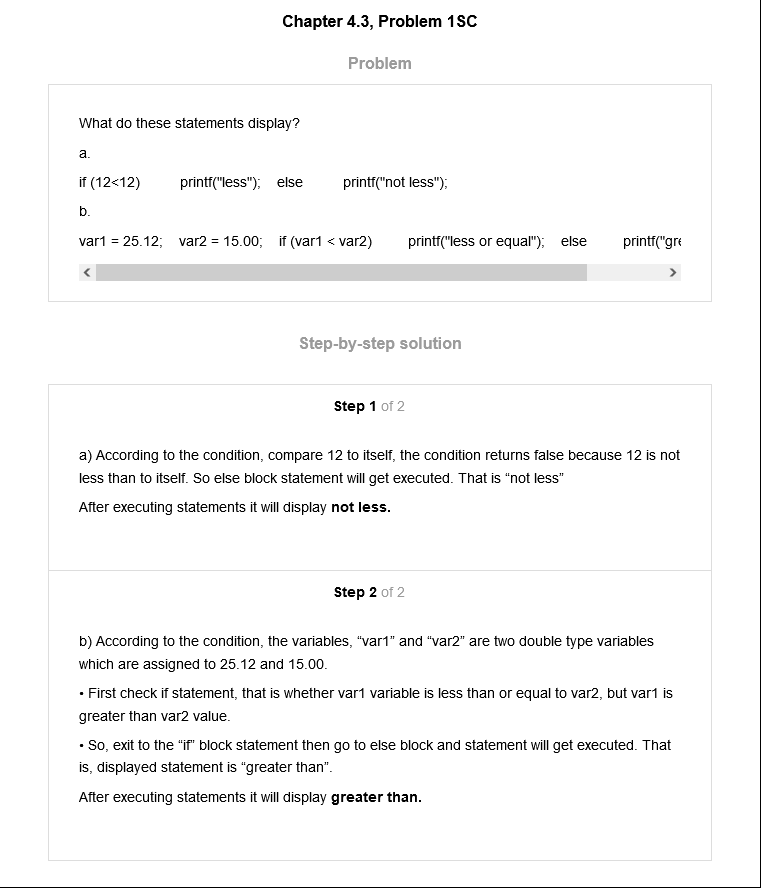 Chapter 4.3, Problem 1SC
Problem
What do these statements display?
a.
if (12<12) printf("less"); else printf("not less");
b.
var1 = 25.12; var2 = 15.00; if (var1 < var2) printf("less or equal"); else printf("gre
Step-by-step solution
Step 1 of 2
a) According to the condition, compare 12 to itself, the condition returns false because 12 is not
less than to itself. So else block statement will get executed. That is “not less”
After executing statements it will display not less.
Step 2 of 2
b) According to the condition, the variables, “var1” and “var2” are two double type variables
which are assigned to 25.12 and 15.00.
• First check if statement, that is whether var1 variable is less than or equal to var2, but var1 is
greater than var2 value.
• So, exit to the “if” block statement then go to else block and statement will get executed. That
is, displayed statement is “greater than”.
After executing statements it will display greater than.